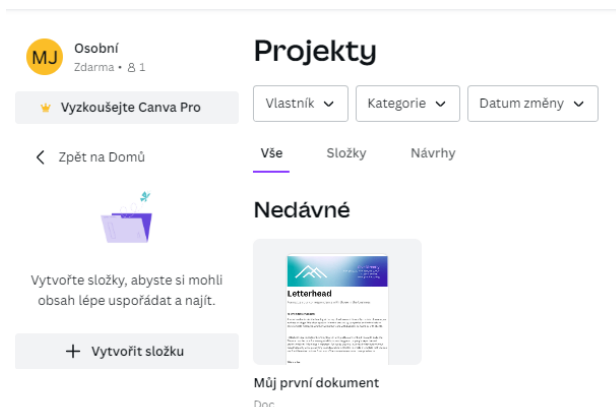 MJ
Osobní
Zdarma • 1
Vyzkoušejte Canva Pro
Zpět na Domů
Vytvořte složky, abyste si mohli
obsah lépe uspořádat a najít.
+ Vytvořit složku
Projekty
Vlastník
Kategorie
Datum změny
Vše
Složky
Návrhy
Nedávné
Letterhead
Můj první dokument
Doc